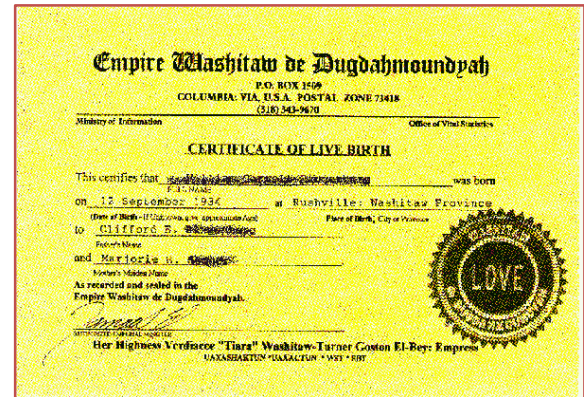 Empire Washitaw de Dugdahmoundyah
P.O. BOX 1509
COLUMBIA: VIA, U.S.A. POSTAL ZONE 73418
(318) 343-9670
Ministry of Information Office of Vital Statistics
CERTIFICATE OF LIVE BIRTH
This certifies that was born
FULL NAME
on 12 September 1934 at Rushville: Washitaw Province
(Date of Birth - If Unknown, give approximate Age) Place of Birth; City or Province
to Clifford E.
Father's Name
and Marjorie H.
Mother's Maiden Name
As recorded and sealed in the
Empire Washitaw de Dugdahmoundyah.
LOVE
Her Highness Verdiacee "Tiara" Washitaw-Turner Goston El-Bey: Empress